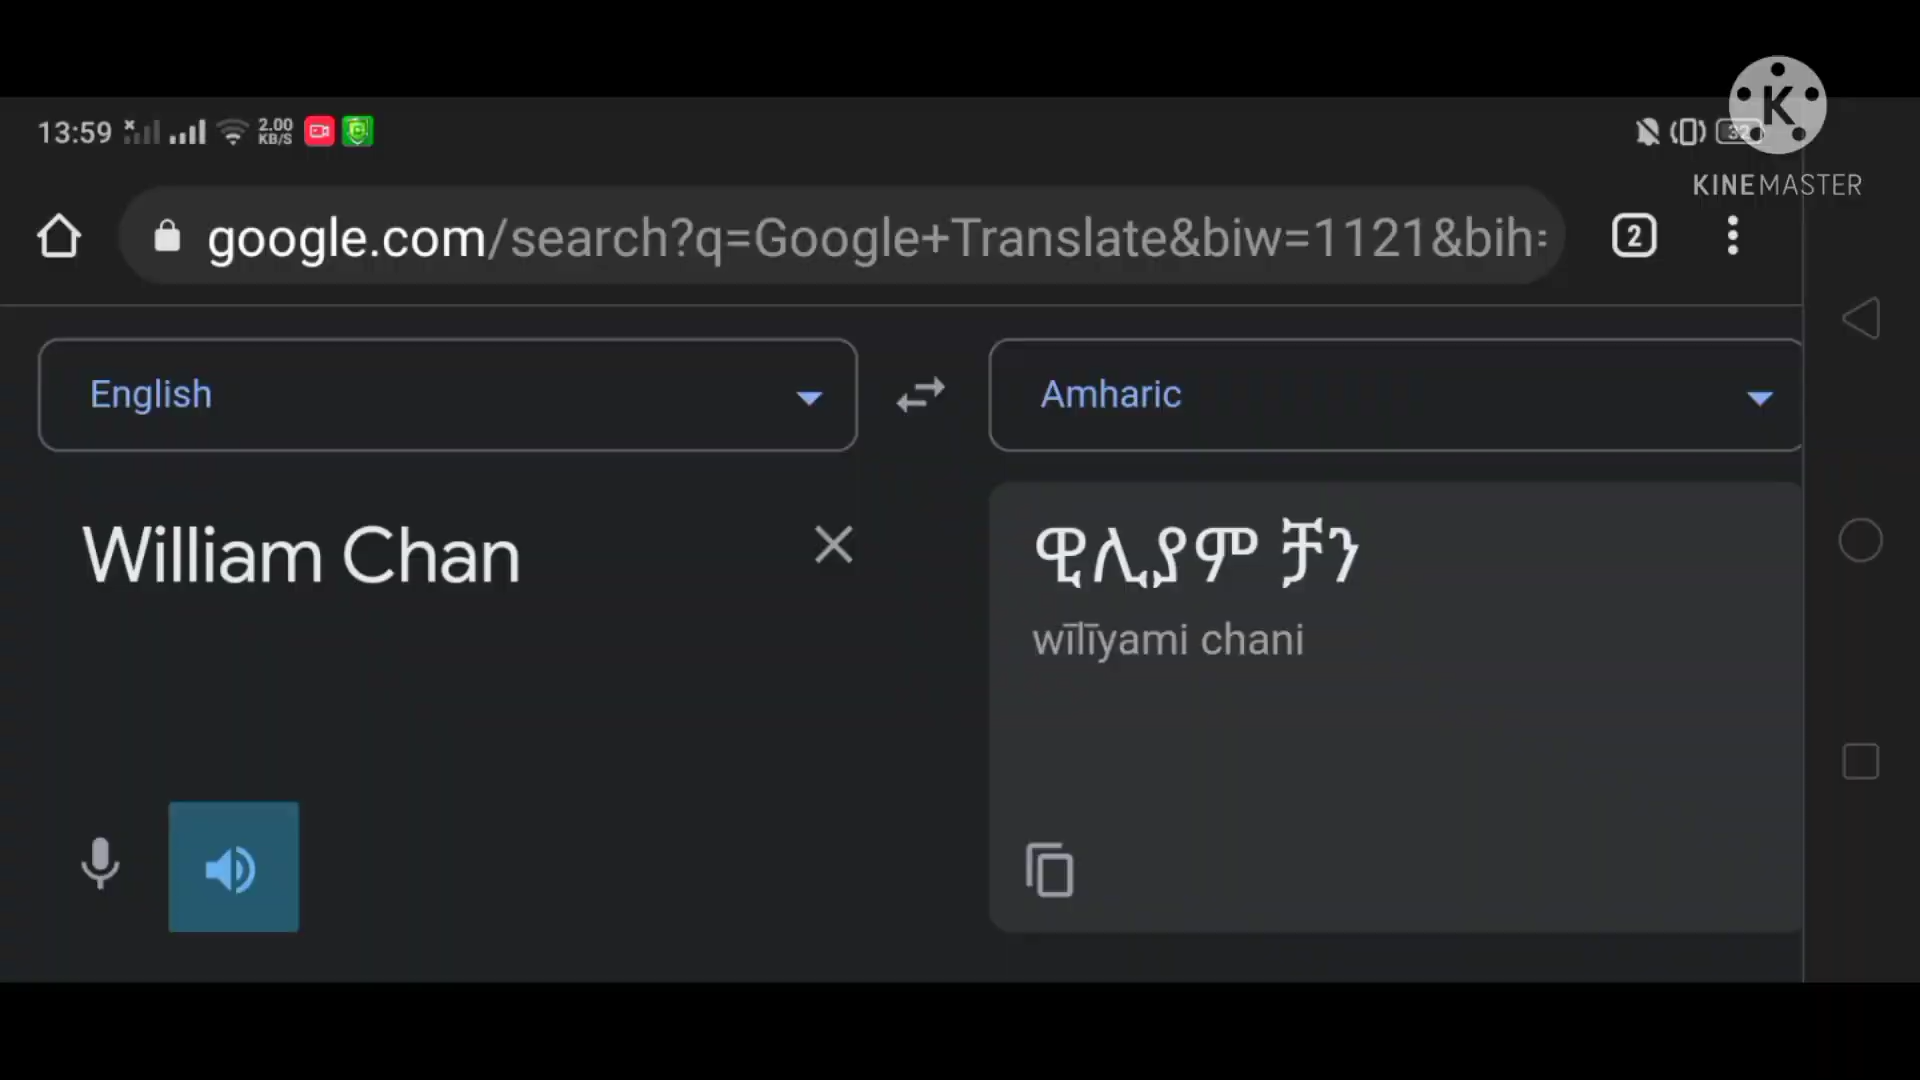 13:59
2.00
KB/S
32
KINEMASTER
google.com/search?q=Google+Translate&biw=1121&bih=
2
English
Amharic
William Chan
ዊሊያም ቻን
wīlīyami chani